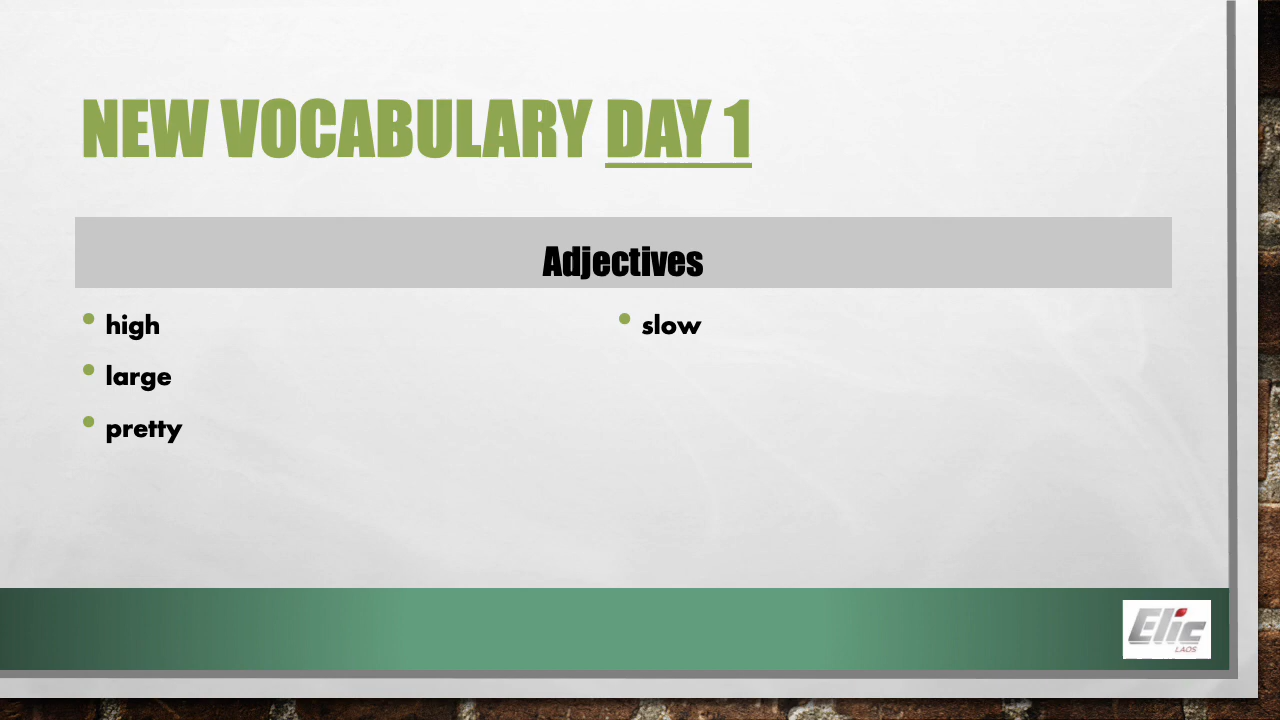 NEW VOCABULARY DAY 1
Adjectives
• high
• large
• pretty
• slow
Elic
LAOS